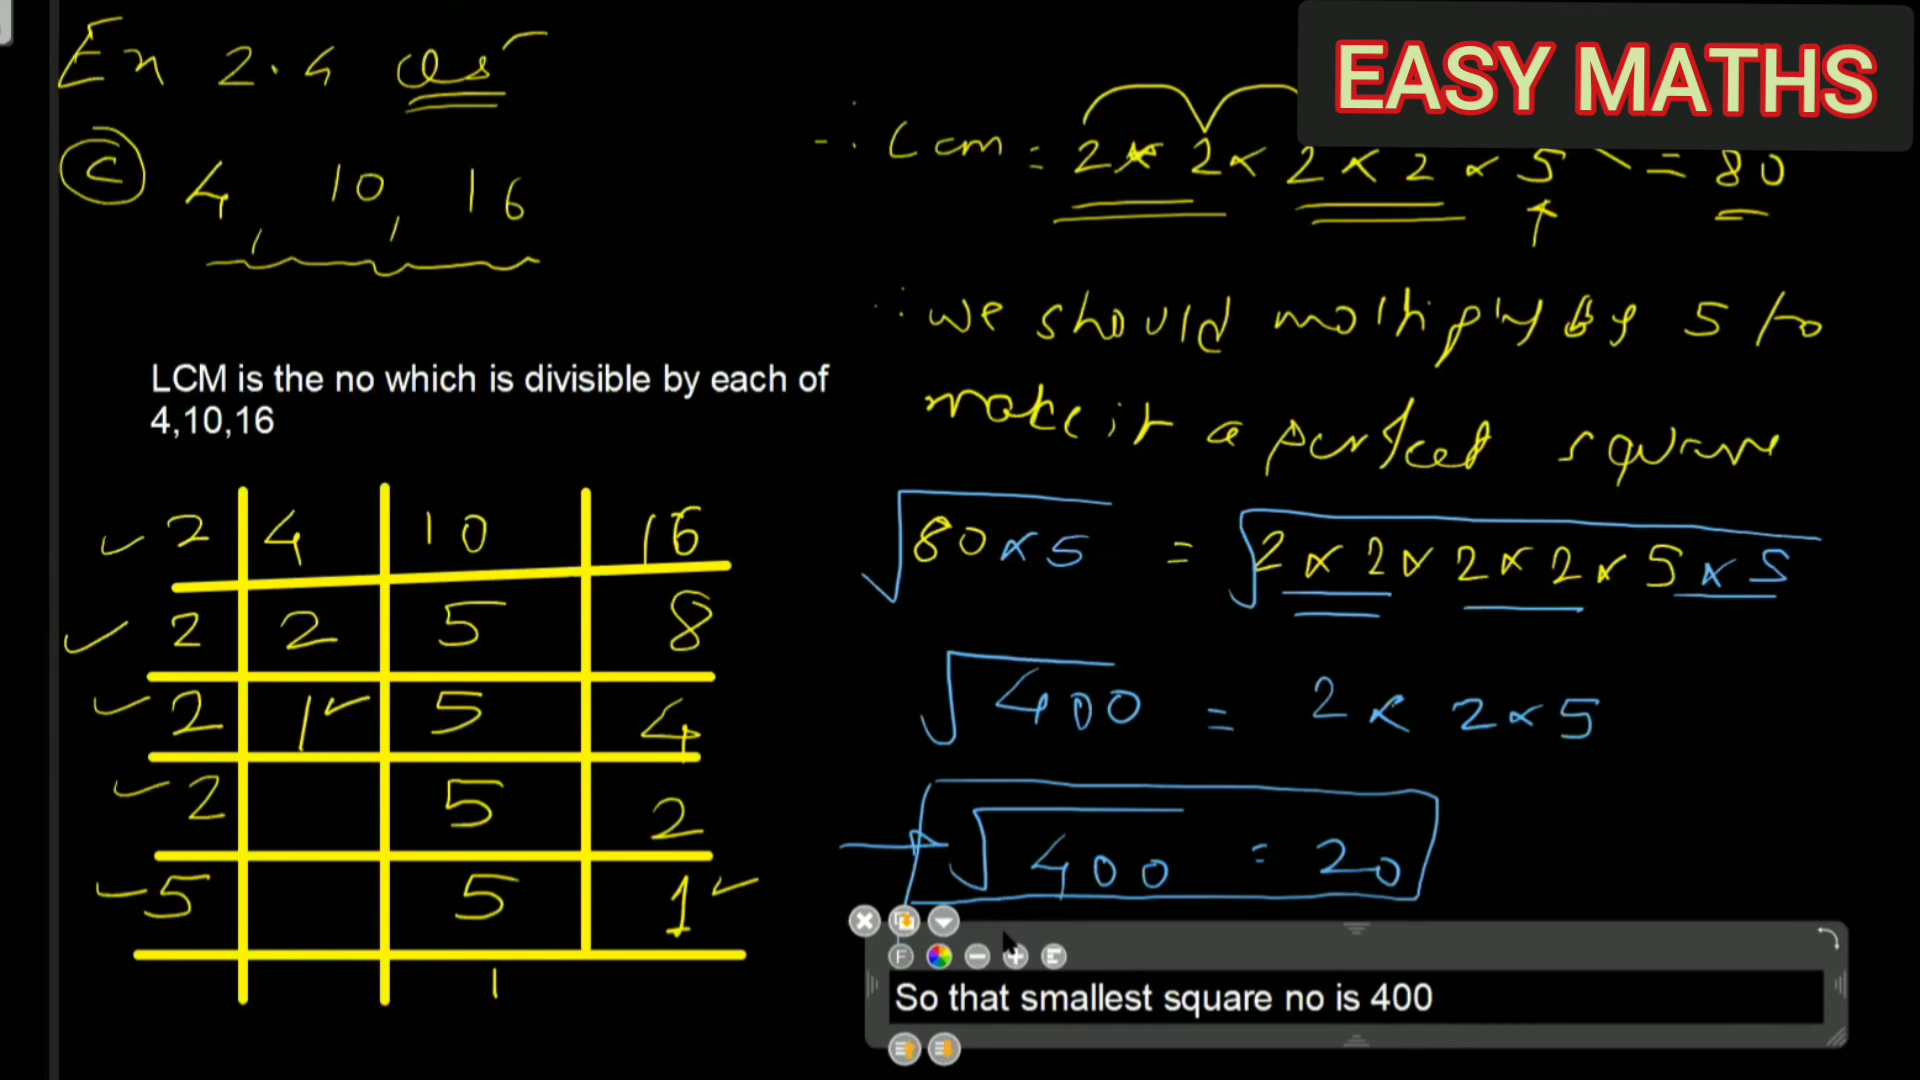 Ex 2.4 Q5
C 4, 10, 16
LCM is the no which is divisible by each of
4,10,16
2 4 10 16
2 2 5 8
2 1 5 4
2 5 2
5 5 1
1
EASY MATHS
∴ Lcm = 2 × 2 × 2 × 2 × 5 = 80
∴ we should multiply by 5 to
make it a perfect square
√80×5 = √2×2×2×2×5×5
√400 = 2 × 2×5
√400 = 20
F
So that smallest square no is 400